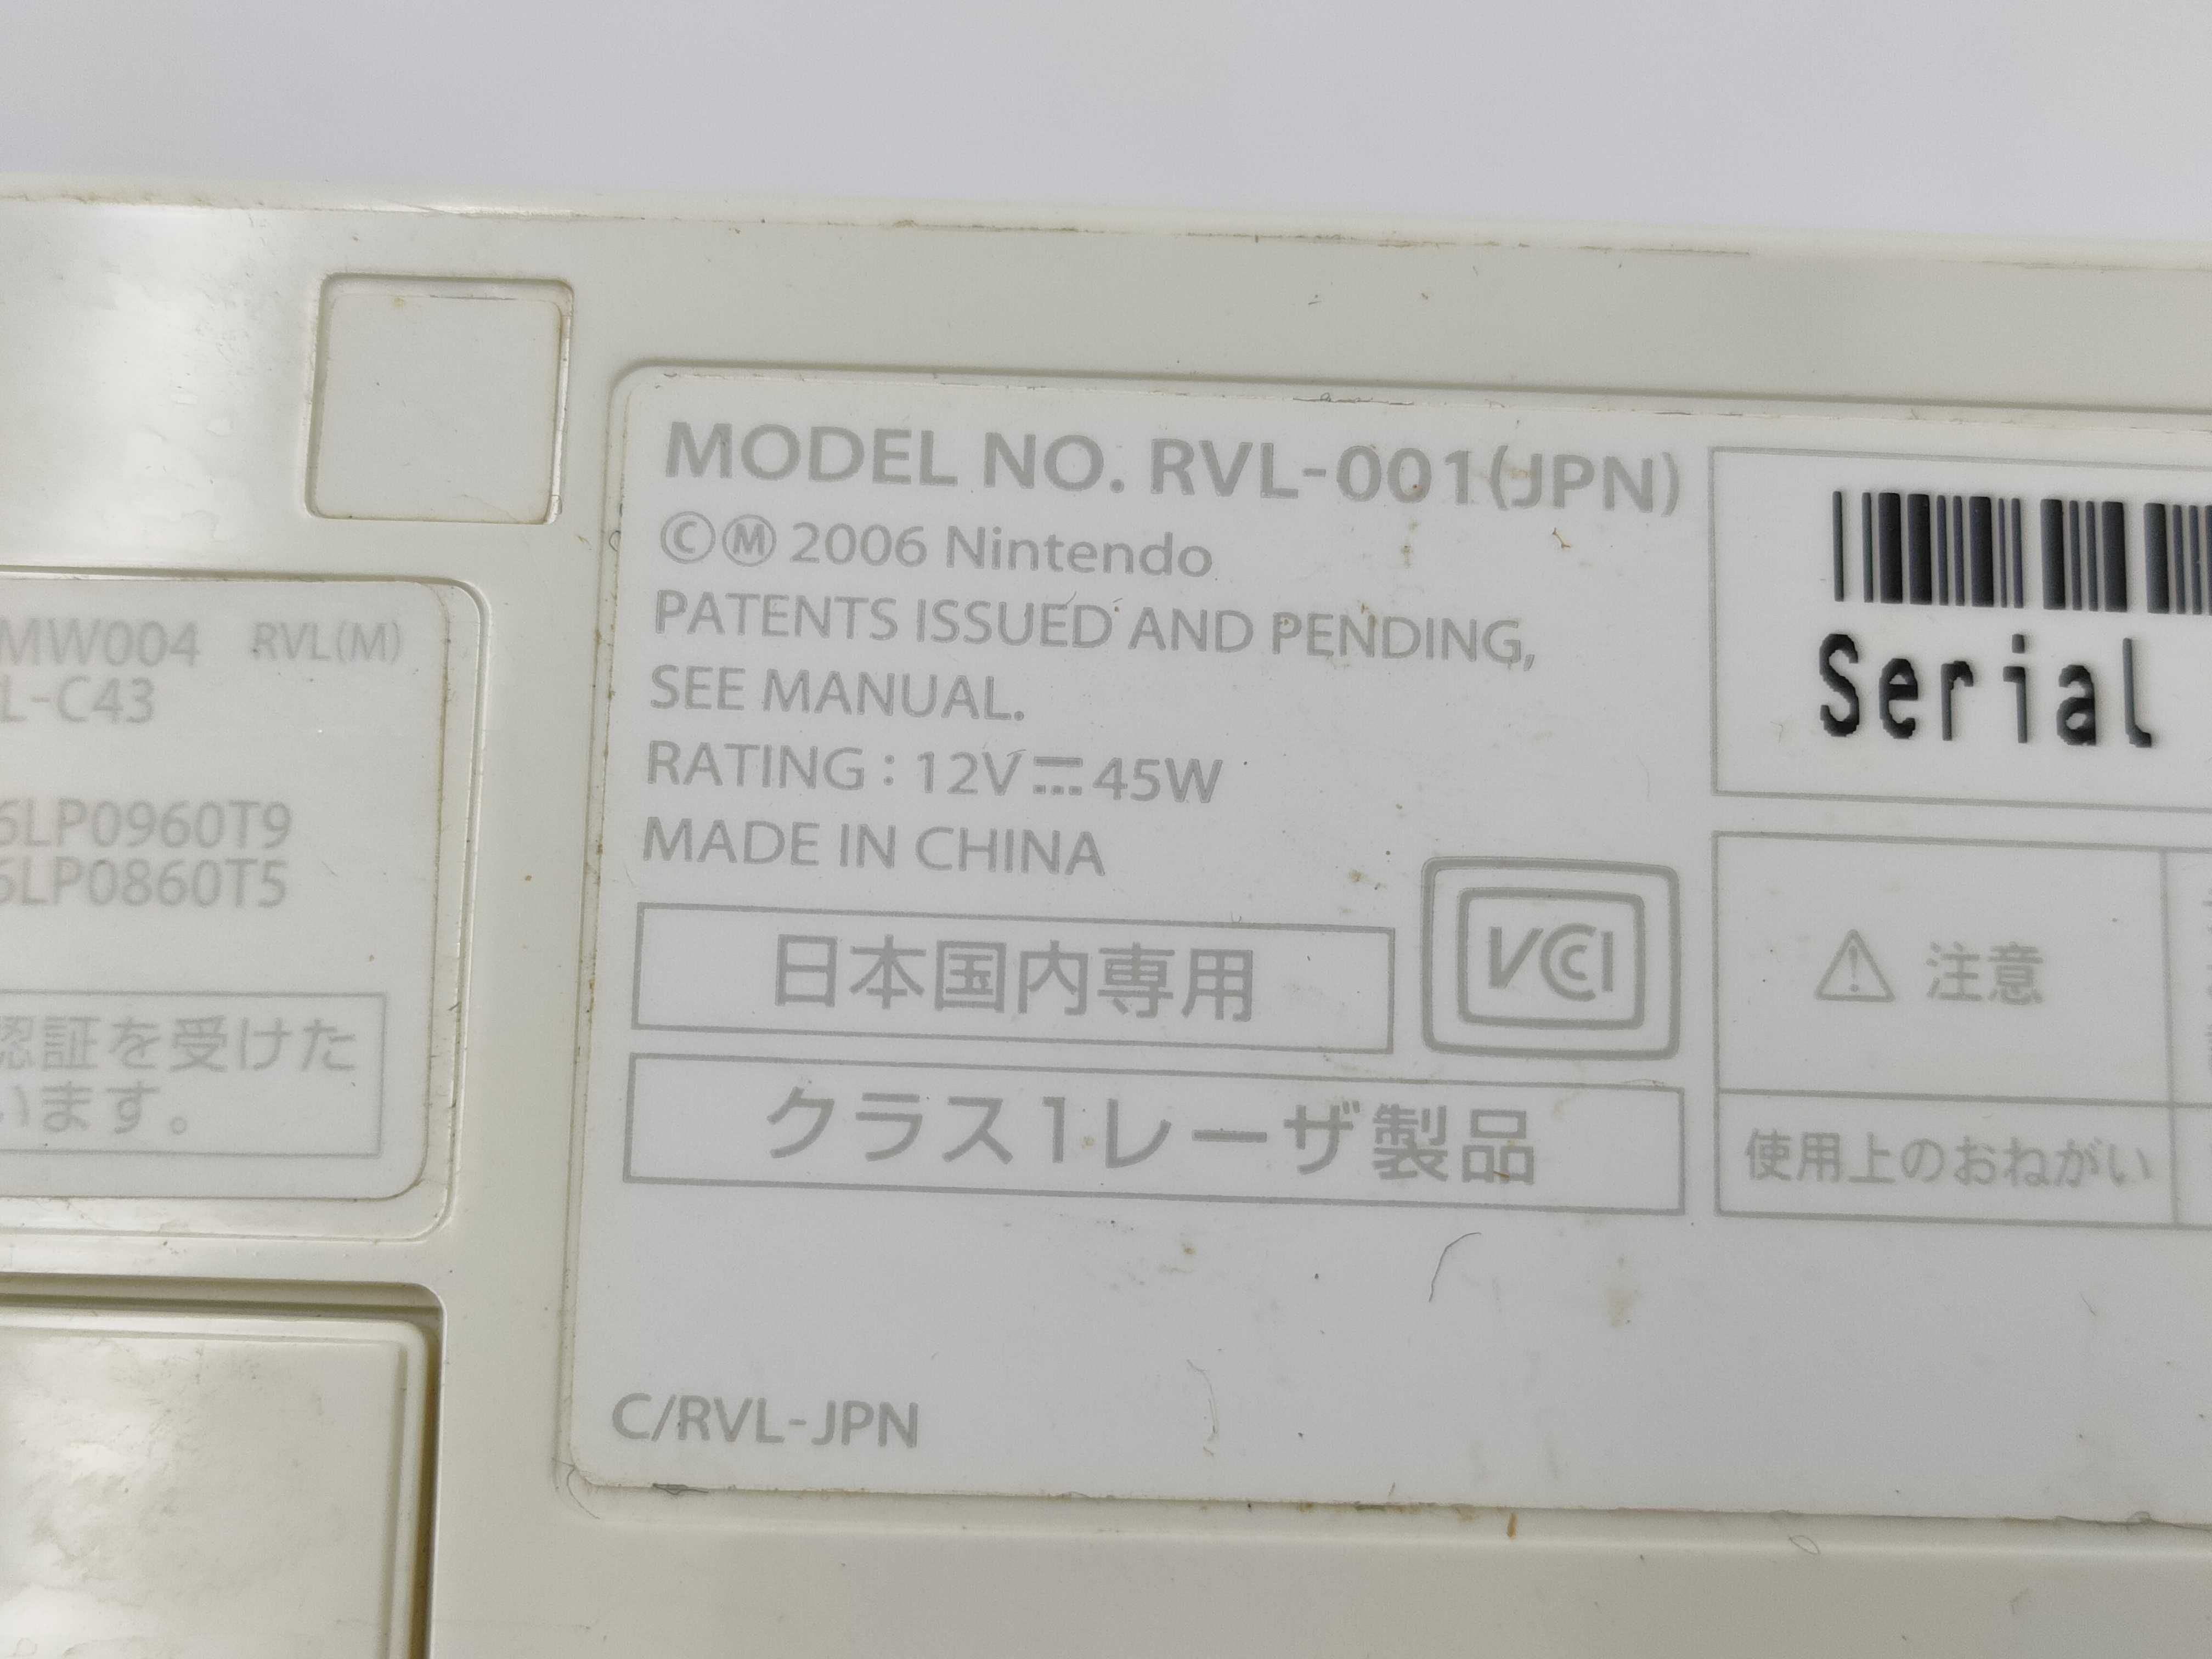 MW004 RVL(M)
L-C43
6LP0960T9
6LP0860T5
認証を受けた
います。
MODEL NO. RVL-001(JPN)
©Ⓜ 2006 Nintendo
PATENTS ISSUED AND PENDING,
SEE MANUAL.
RATING : 12V⎓45W
MADE IN CHINA
日本国内専用
VCCI
クラス1レーザ製品
C/RVL-JPN
Serial
⚠ 注意
使用上のおねがい